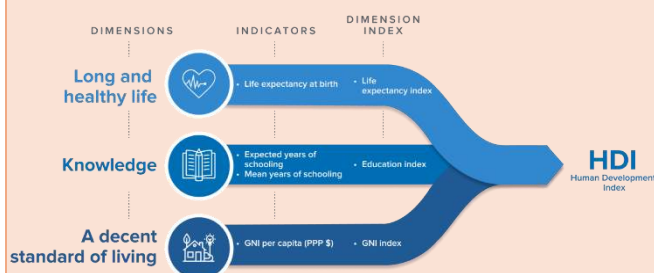 DIMENSIONS
INDICATORS
DIMENSION
INDEX
Long and
healthy life
• Life expectancy at birth
• Life
expectancy index
Knowledge
• Expected years of
schooling
• Mean years of schooling
• Education index
HDI
Human Development
Index
A decent
standard of living
• GNI per capita (PPP $)
• GNI index